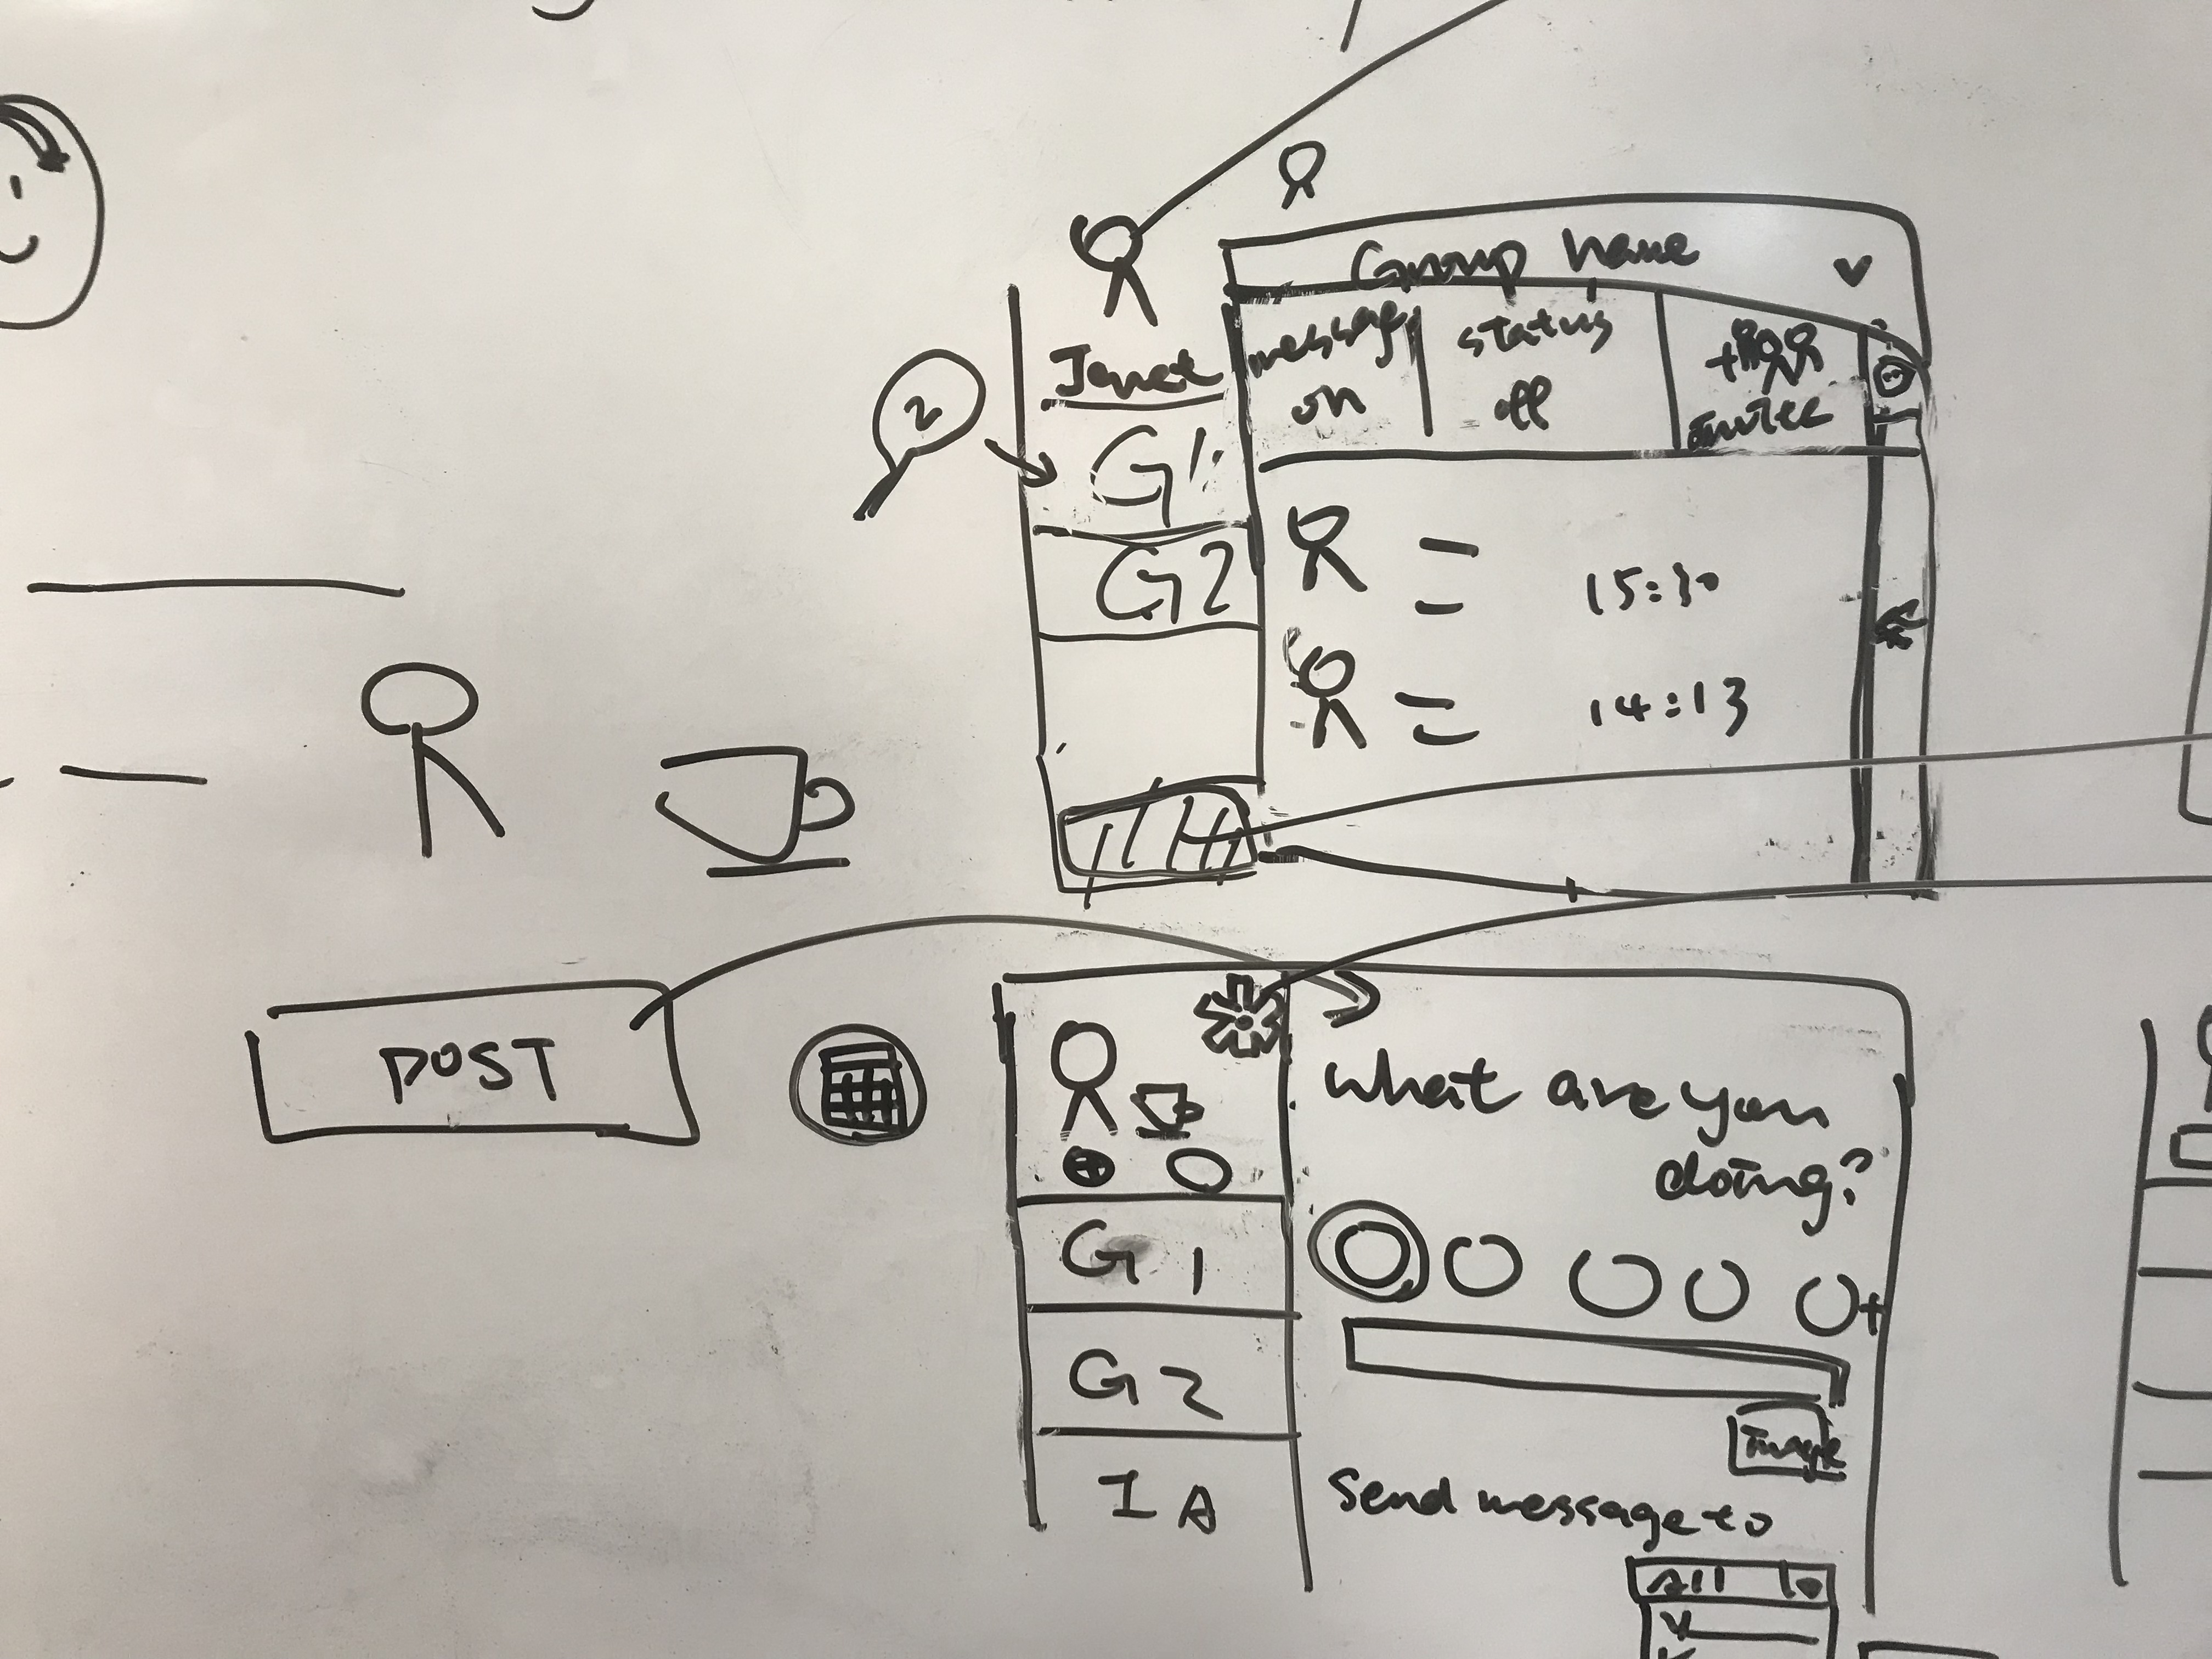 Group name
message
on
status
off
+
invite
2
Janet
G1
G2
15:30
14:13
POST
What are you
doing?
G1
G2
+
Image
IA
Send message to
All